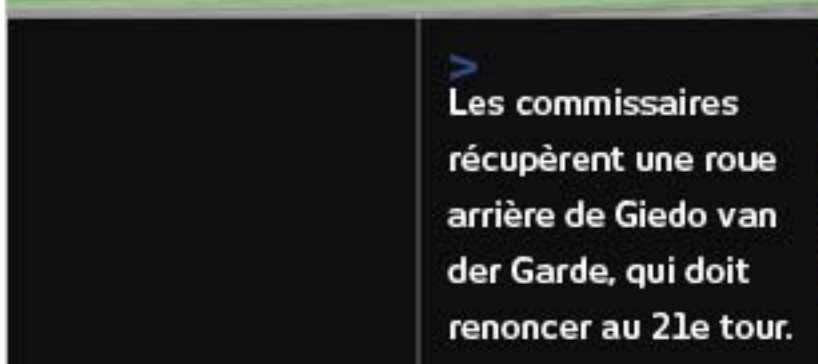 >
Les commissaires
récupèrent une roue
arrière de Giedo van
der Garde, qui doit
renoncer au 21e tour.